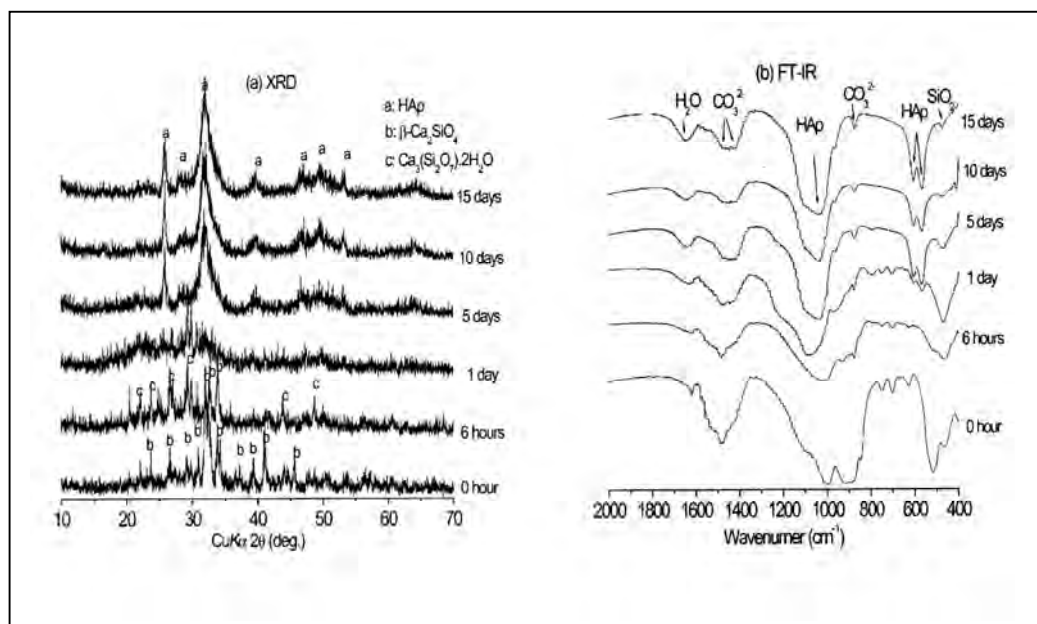 (a) XRD
a
a: HAp
b: β-Ca₂SiO₄
c: Ca₃(Si₂O₇).2H₂O
a
a
a
a
a
a
15 days
10 days
5 days
1 day
c
c
c
c
c
b
c
c
6 hours
b
b
b
b
b
b
b
b
b
0 hour
10
20
30
40
50
60
70
CuKα 2θ (deg.)
(b) FT-IR
H₂O
CO₃²⁻
HAp
CO₃²⁻
HAp
15 days
10 days
5 days
1 day
6 hours
0 hour
2000
1800
1600
1400
1200
1000
800
600
400
Wavenumer (cm⁻¹)